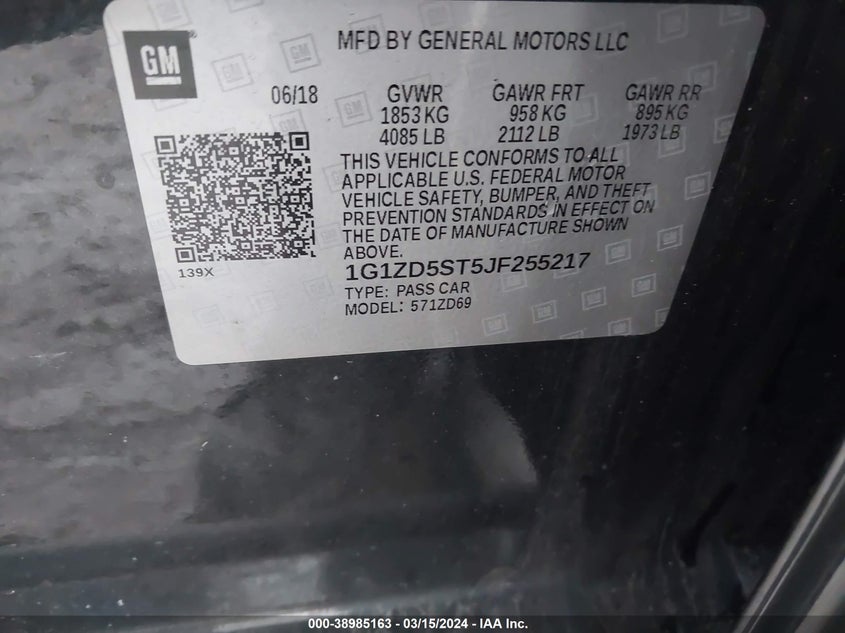 GM
MFD BY GENERAL MOTORS LLC
06/18 GVWR GAWR FRT GAWR RR
1853 KG 958 KG 895 KG
4085 LB 2112 LB 1973 LB
THIS VEHICLE CONFORMS TO ALL
APPLICABLE U.S. FEDERAL MOTOR
VEHICLE SAFETY, BUMPER, AND THEFT
PREVENTION STANDARDS IN EFFECT ON
THE DATE OF MANUFACTURE SHOWN
ABOVE.
139X
1G1ZD5ST5JF255217
TYPE: PASS CAR
MODEL: 571ZD69
000-38985163 - 03/15/2024 - IAA Inc.